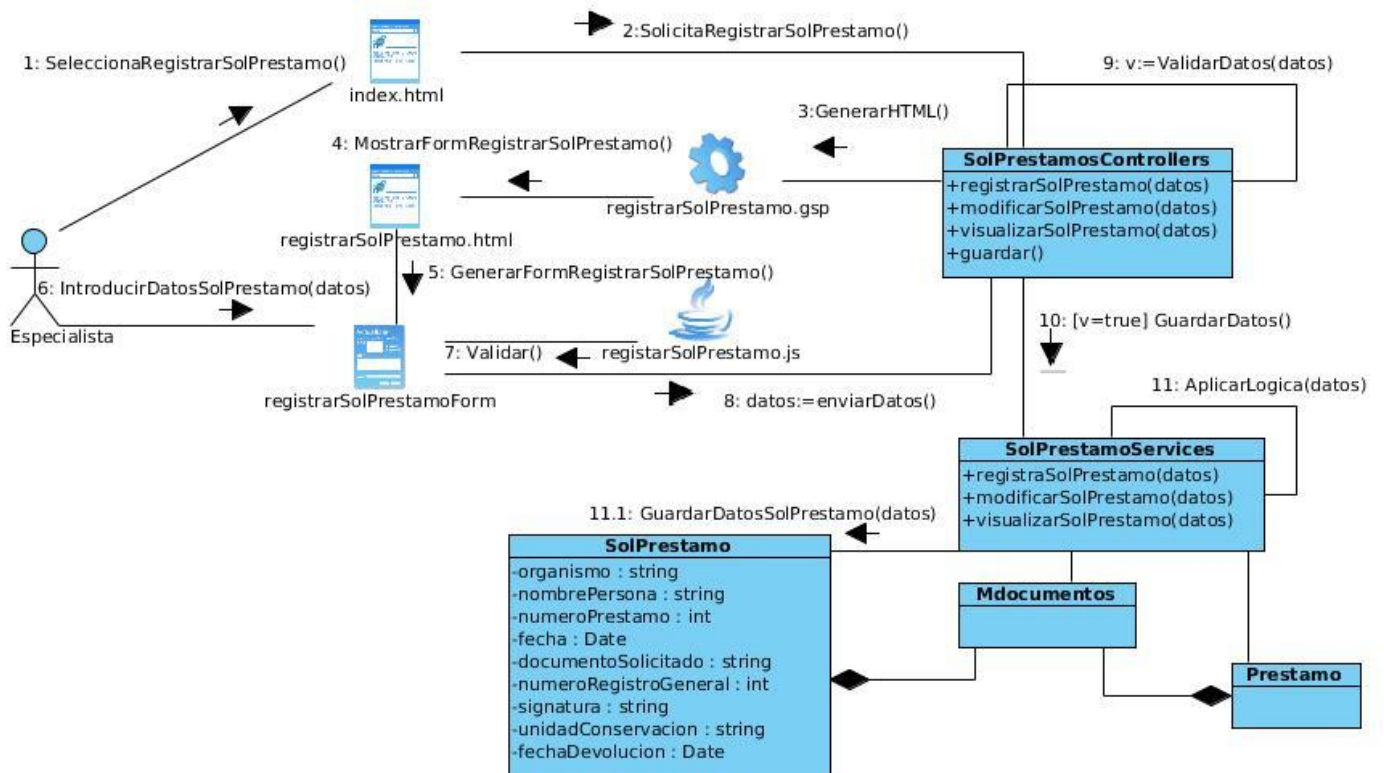 2:SolicitaRegistrarSolPrestamo()
1: SeleccionaRegistrarSolPrestamo()
index.html
9: v:=ValidarDatos(datos)
3:GenerarHTML()
4: MostrarFormRegistrarSolPrestamo()
SolPrestamosControllers
+registrarSolPrestamo(datos)
+modificarSolPrestamo(datos)
+visualizarSolPrestamo(datos)
+guardar()
registrarSolPrestamo.gsp
registrarSolPrestamo.html
5: GenerarFormRegistrarSolPrestamo()
6: IntroducirDatosSolPrestamo(datos)
Especialista
7: Validar()
registarSolPrestamo.js
registrarSolPrestamoForm
8: datos:=enviarDatos()
10: [v=true] GuardarDatos()
11: AplicarLogica(datos)
SolPrestamoServices
+registraSolPrestamo(datos)
+modificarSolPrestamo(datos)
+visualizarSolPrestamo(datos)
11.1: GuardarDatosSolPrestamo(datos)
SolPrestamo
-organismo : string
-nombrePersona : string
-numeroPrestamo : int
-fecha : Date
-documentoSolicitado : string
-numeroRegistroGeneral : int
-signatura : string
-unidadConservacion : string
-fechaDevolucion : Date
Mdocumentos
Prestamo